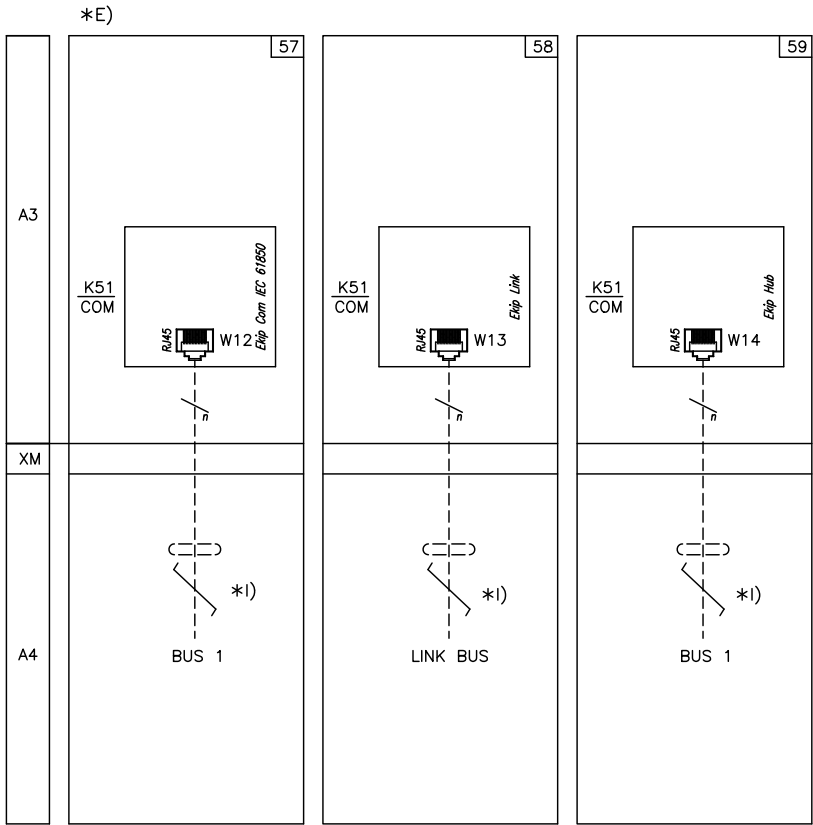 *E)
57
58
59
A3
K51
COM
RJ45
W12
Ekip Com IEC 61850
n
K51
COM
RJ45
W13
Ekip Link
n
K51
COM
RJ45
W14
Ekip Hub
n
XM
A4
*I)
BUS 1
*I)
LINK BUS
*I)
BUS 1